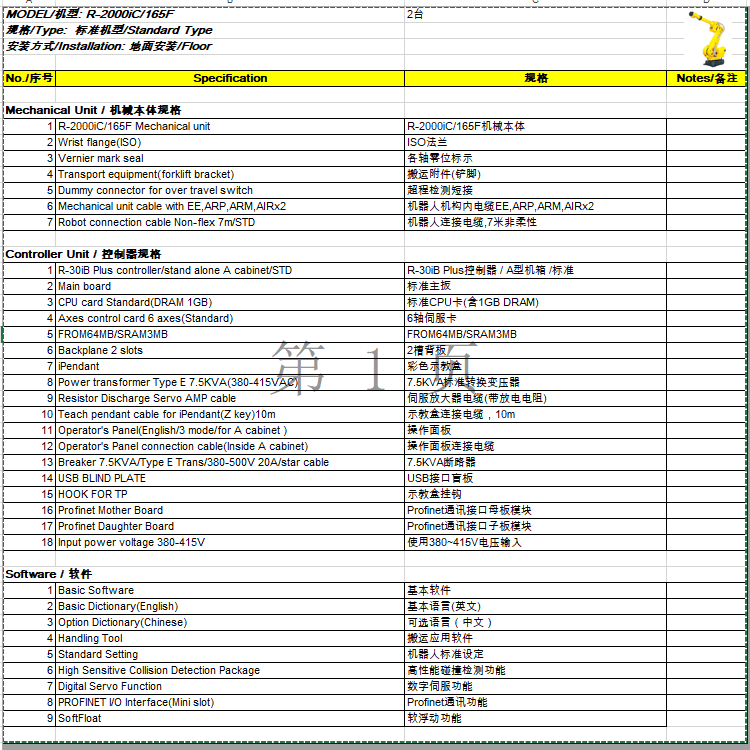 MODEL/机型: R-2000iC/165F 2台
规格/Type: 标准机型/Standard Type
安装方式/Installation: 地面安装/Floor
No./序号 Specification 规格 Notes/备注
Mechanical Unit / 机械本体规格
1 R-2000iC/165F Mechanical unit R-2000iC/165F机械本体
2 Wrist flange(ISO) ISO法兰
3 Vernier mark seal 各轴零位标示
4 Transport equipment(forklift bracket) 搬运附件(铲脚)
5 Dummy connector for over travel switch 超程检测短接
6 Mechanical unit cable with EE,ARP,ARM,AIRx2 机器人机构内电缆EE,ARP,ARM,AIRx2
7 Robot connection cable Non-flex 7m/STD 机器人连接电缆,7米非柔性
Controller Unit / 控制器规格
1 R-30iB Plus controller/stand alone A cabinet/STD R-30iB Plus控制器 / A型机箱 /标准
2 Main board 标准主扳
3 CPU card Standard(DRAM 1GB) 标准CPU卡(含1GB DRAM)
4 Axes control card 6 axes(Standard) 6轴伺服卡
5 FROM64MB/SRAM3MB FROM64MB/SRAM3MB
6 Backplane 2 slots 2槽背板
7 iPendant 彩色示教盒
8 Power transformer Type E 7.5KVA(380-415VAC) 7.5KVA标准转换变压器
9 Resistor Discharge Servo AMP cable 伺服放大器电缆(带放电电阻)
10 Teach pendant cable for iPendant(Z key)10m 示教盒连接电缆，10m
11 Operator's Panel(English/3 mode/for A cabinet ) 操作面板
12 Operator's Panel connection cable(Inside A cabinet) 操作面板连接电缆
13 Breaker 7.5KVA/Type E Trans/380-500V 20A/star cable 7.5KVA断路器
14 USB BLIND PLATE USB接口盲板
15 HOOK FOR TP 示教盒挂钩
16 Profinet Mother Board Profinet通讯接口母板模块
17 Profinet Daughter Board Profinet通讯接口子板模块
18 Input power voltage 380-415V 使用380~415V电压输入
第 1 页
Software / 软件
1 Basic Software 基本软件
2 Basic Dictionary(English) 基本语言(英文)
3 Option Dictionary(Chinese) 可选语言（中文）
4 Handling Tool 搬运应用软件
5 Standard Setting 机器人标准设定
6 High Sensitive Collision Detection Package 高性能碰撞检测功能
7 Digital Servo Function 数字伺服功能
8 PROFINET I/O Interface(Mini slot) Profinet通讯功能
9 SoftFloat 软浮动功能